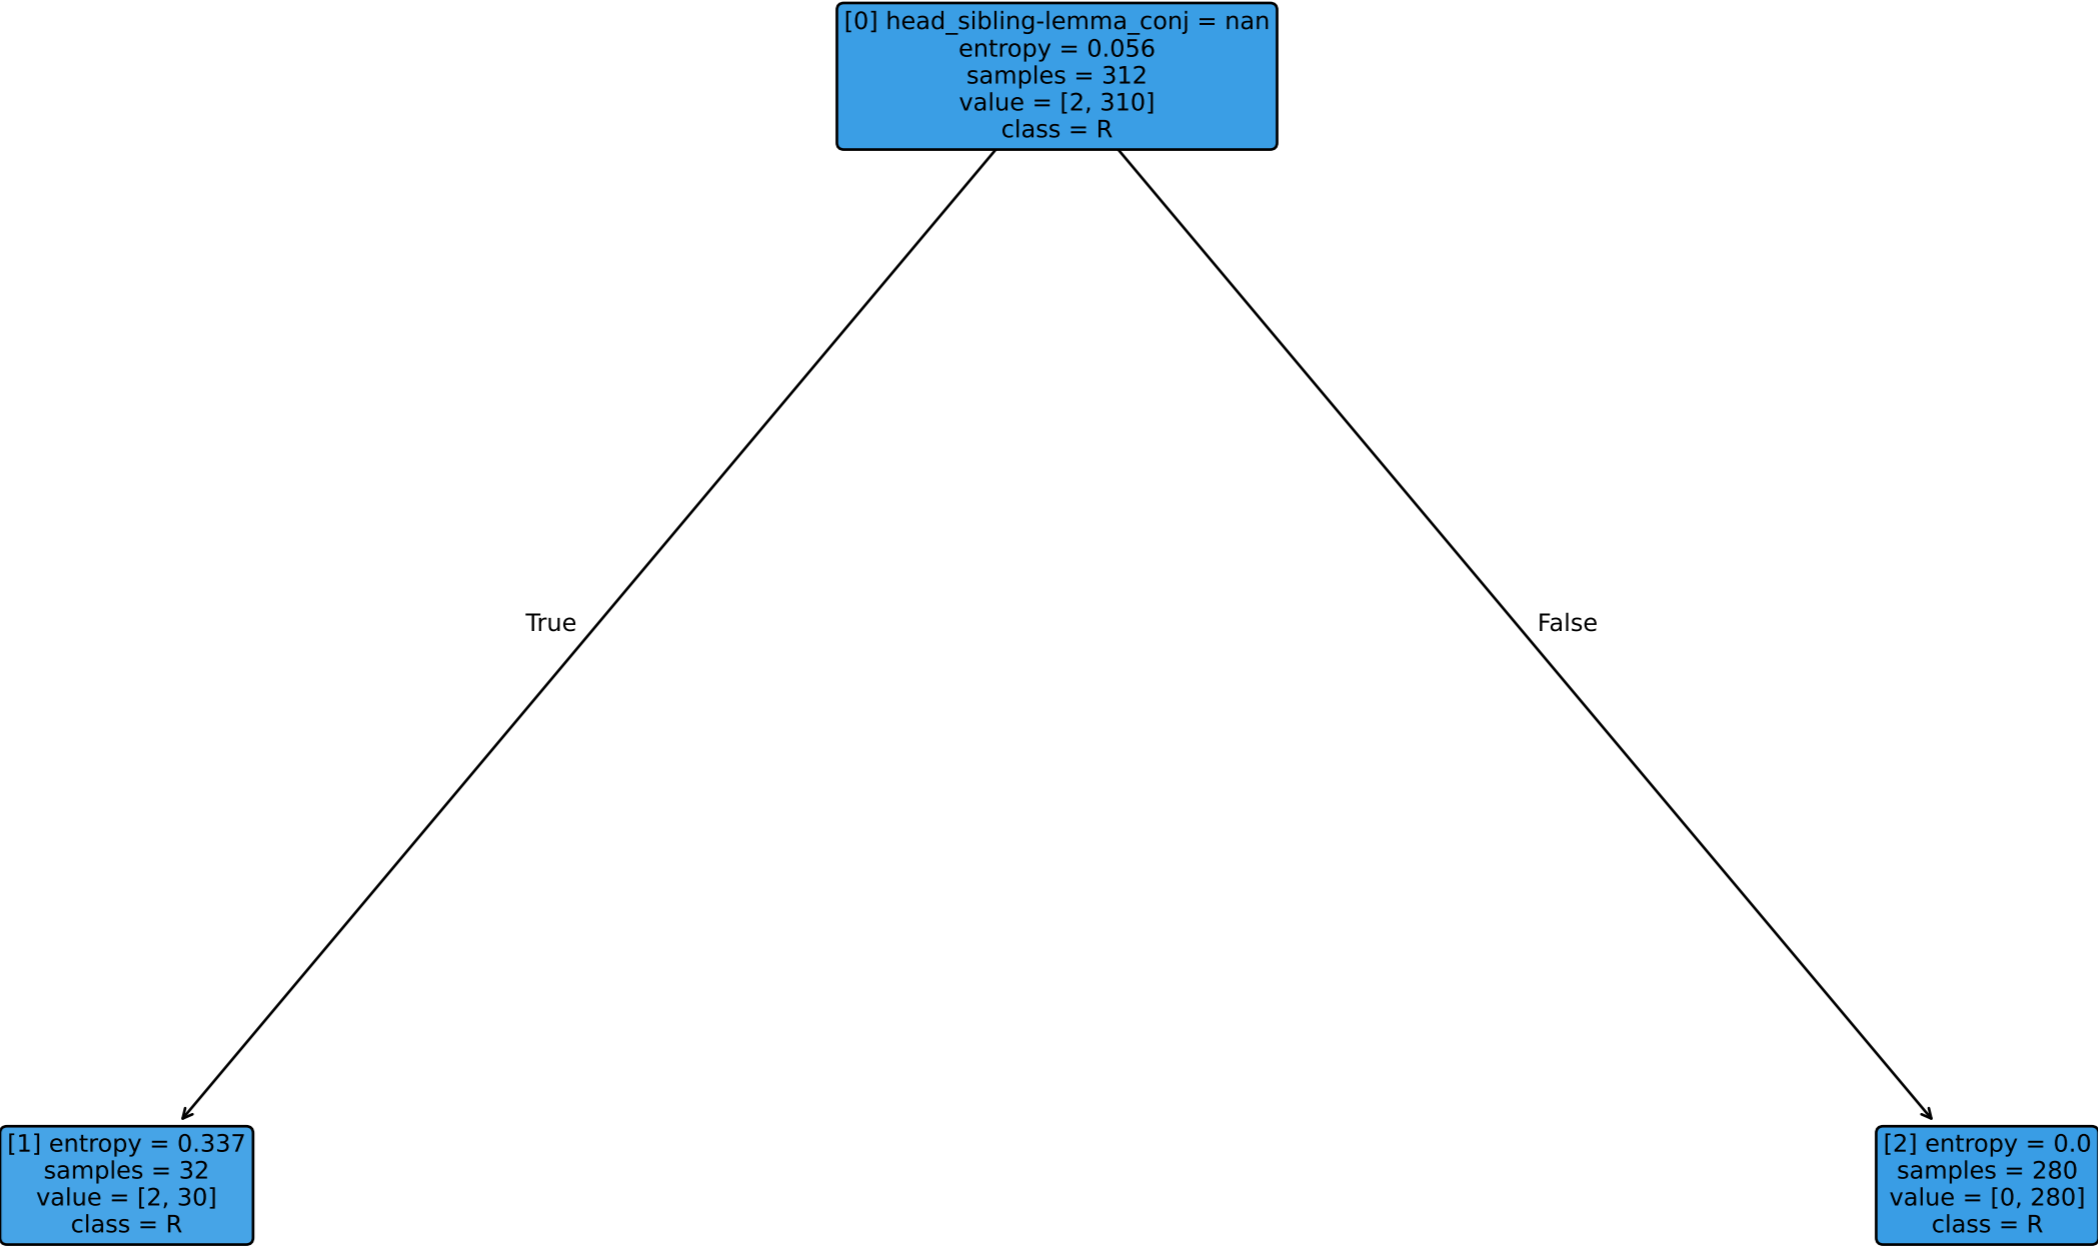 [0] head_sibling-lemma_conj = nan
entropy = 0.056
samples = 312
value = [2, 310]
class = R
True
False
[1] entropy = 0.337
samples = 32
value = [2, 30]
class = R
[2] entropy = 0.0
samples = 280
value = [0, 280]
class = R